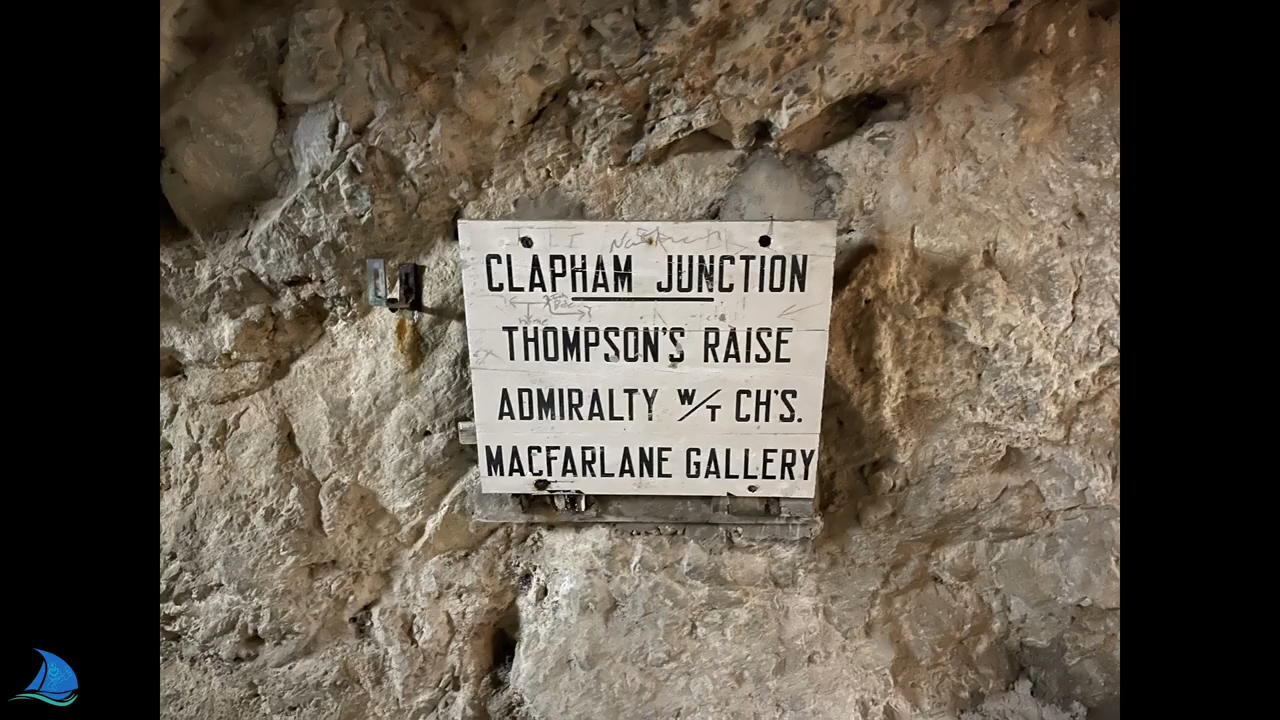 CLAPHAM JUNCTION
THOMPSON'S RAISE
ADMIRALTY W/T CH'S.
MACFARLANE GALLERY